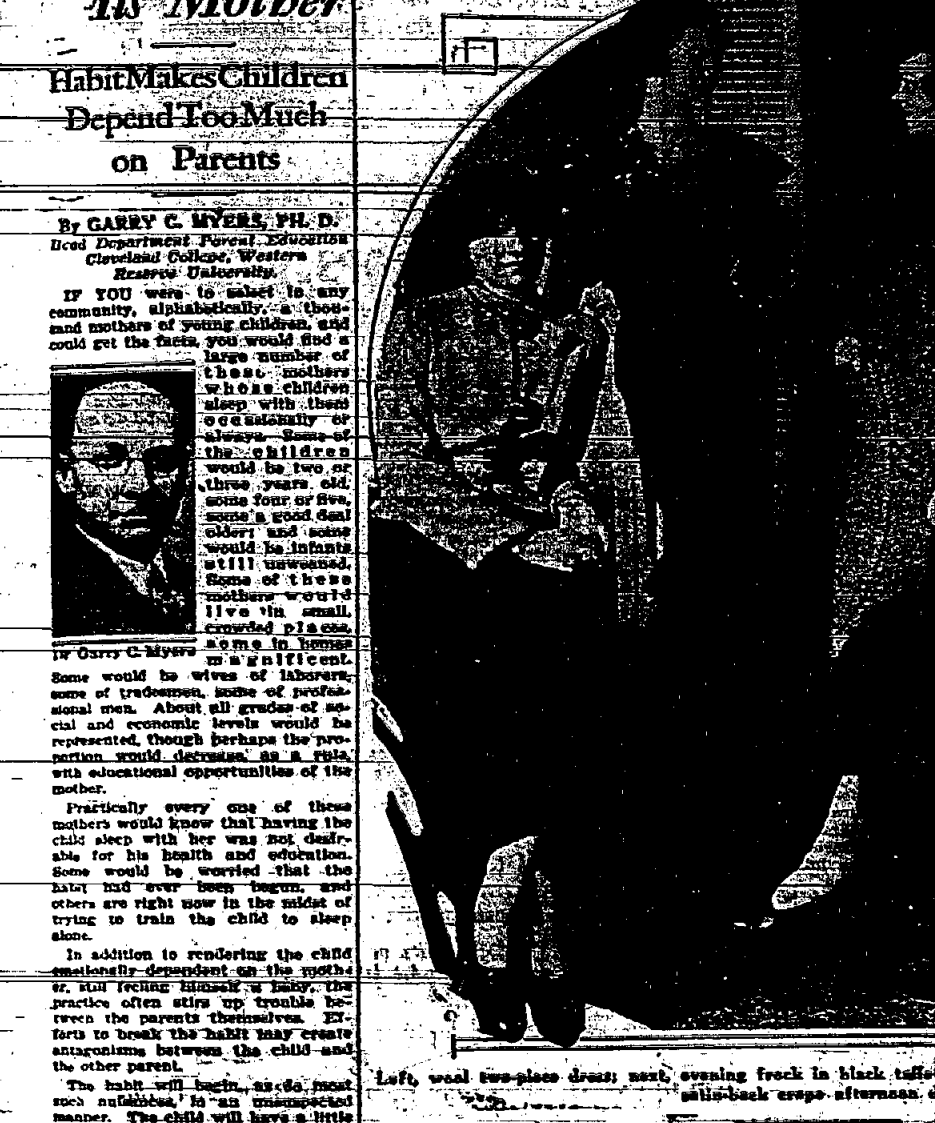 Its Mother
Habit Makes Children
Depend Too Much
on Parents
By GARRY C. MYERS, PH. D.
Head Department Parent Education
Cleveland College, Western
Reserve University.
IF YOU were to select in any
community, alphabetically, a thou-
sand mothers of young children, and
could get the facts, you would find a
large number of
these mothers
whose children
sleep with them
occasionally or
always. Some of
the children
would be two or
three years old,
some four or five,
some a good deal
older; and some
would be infants
still unweaned.
Some of these
mothers would
live in small,
crowded places,
some in homes
magnificent.
Dr Garry C. Myers
Some would be wives of laborers,
some of tradesmen, some of profes-
sional men. About all grades of so-
cial and economic levels would be
represented, though perhaps the pro-
portion would decrease, as a rule,
with educational opportunities of the
mother.
Practically every one of these
mothers would know that having the
child sleep with her was not desir-
able for his health and education.
Some would be worried that the
habit had ever been begun, and
others are right now in the midst of
trying to train the child to sleep
alone.
In addition to rendering the child
emotionally dependent on the moth-
er, still feeling himself a baby, the
practice often stirs up trouble be-
tween the parents themselves. Ef-
forts to break the habit may create
antagonisms between the child and
the other parent.
The habit will begin, as do most
such nuisances, in an unsuspected
manner. The child will have a little
Left, wool two-piece dress; next, evening frock in black taffe
satin-back crepe afternoon d